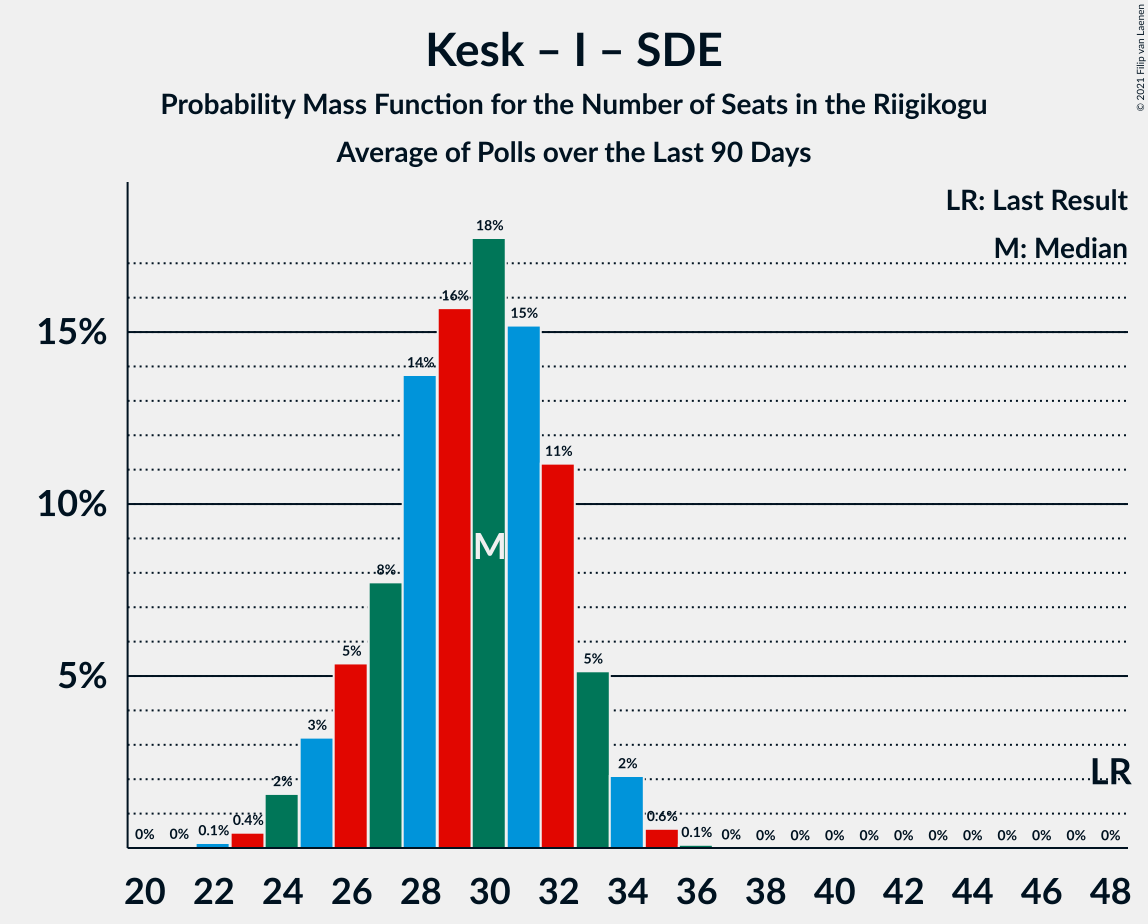 Kesk – I – SDE
Probability Mass Function for the Number of Seats in the Riigikogu
Average of Polls over the Last 90 Days
© 2021 Filip van Laenen
LR: Last Result
M: Median
15%
10%
5%
0% 0% 0.1% 0.4% 2% 3% 5% 8% 14% 16% 18% 15% 11% 5% 2% 0.6% 0.1% 0% 0% 0% 0% 0% 0% 0% 0% 0% 0% 0% 0%
M
LR
20 22 24 26 28 30 32 34 36 38 40 42 44 46 48